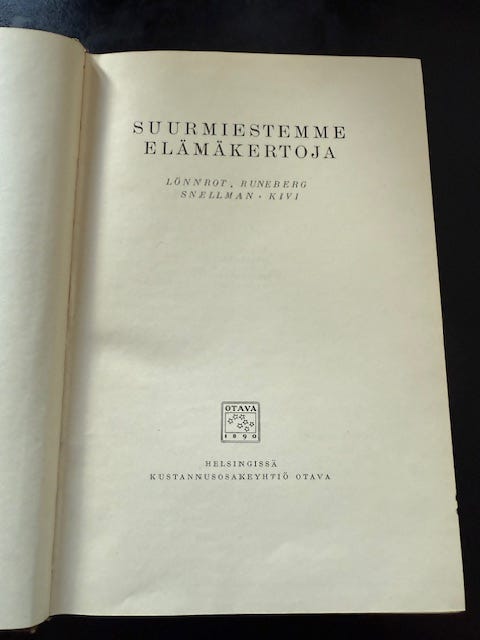 SUURMIESTEMME
ELÄMÄKERTOJA
LÖNNROT, RUNEBERG
SNELLMAN · KIVI
OTAVA
1890
HELSINGISSÄ
KUSTANNUSOSAKEYHTIÖ OTAVA